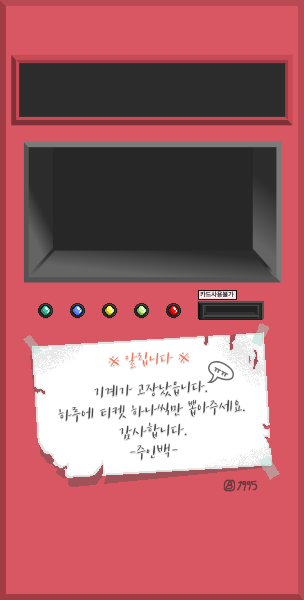 카드사용불가
※ 알립니다 ※
ㅠㅠ
기계가 고장났읍니다.
하루에 티켓 하나씩만 뽑아주세요.
감사합니다.
-주인백-
1995